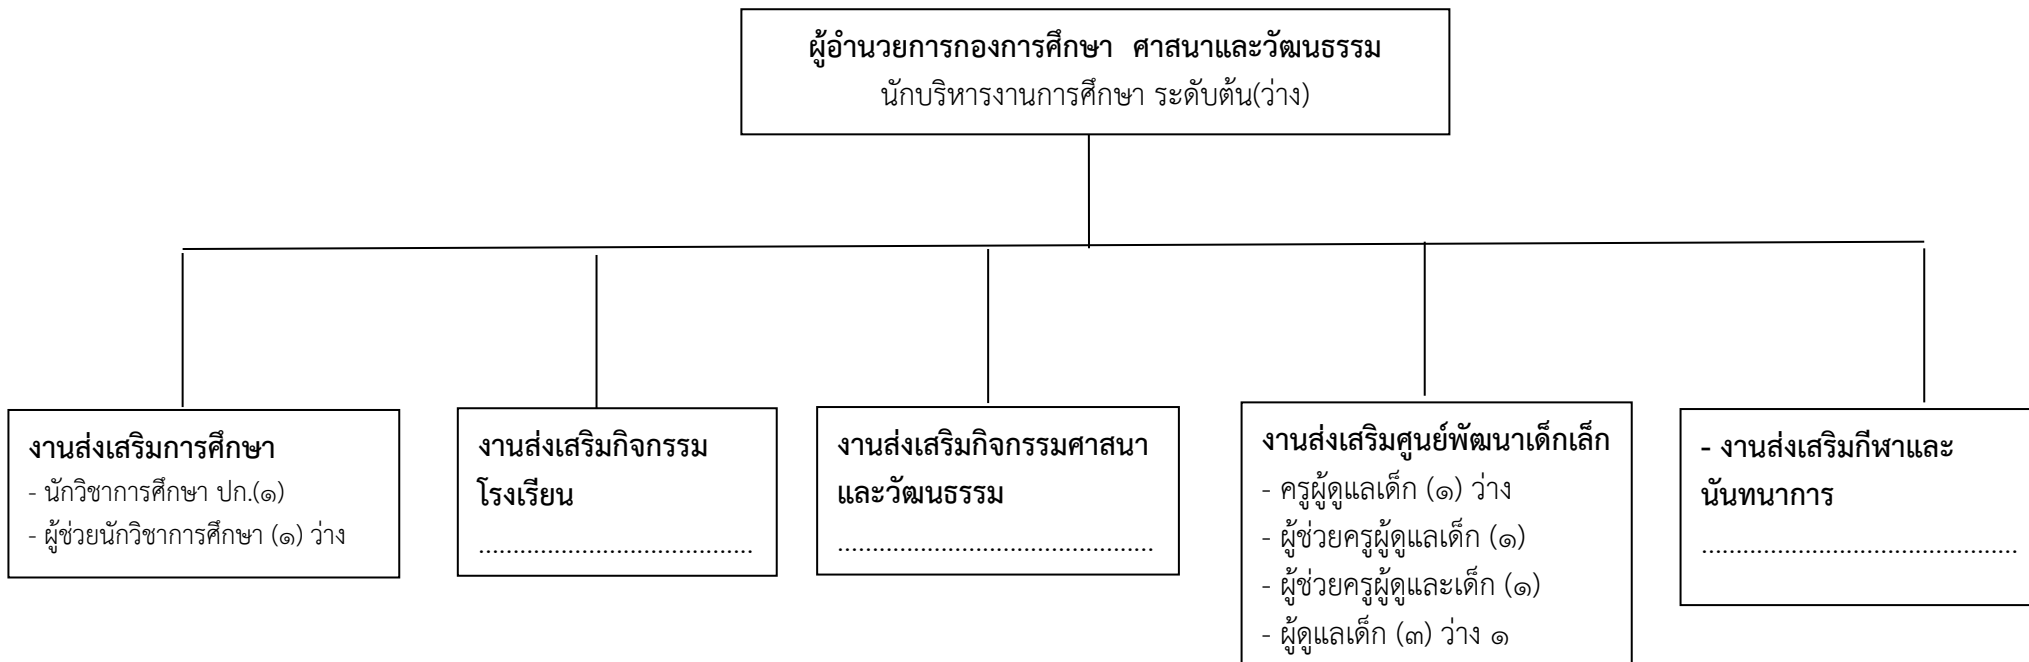 ผู้อำนวยการกองการศึกษา ศาสนาและวัฒนธรรม
นักบริหารงานการศึกษา ระดับต้น(ว่าง)
งานส่งเสริมการศึกษา
- นักวิชาการศึกษา ปก.(๑)
- ผู้ช่วยนักวิชาการศึกษา (๑) ว่าง
งานส่งเสริมกิจกรรม
โรงเรียน
........................................
งานส่งเสริมกิจกรรมศาสนา
และวัฒนธรรม
..............................................
งานส่งเสริมศูนย์พัฒนาเด็กเล็ก
- ครูผู้ดูแลเด็ก (๑) ว่าง
- ผู้ช่วยครูผู้ดูแลเด็ก (๑)
- ผู้ช่วยครูผู้ดูและเด็ก (๑)
- ผู้ดูแลเด็ก (๓) ว่าง ๑
- งานส่งเสริมกีฬาและ
นันทนาการ
..............................................